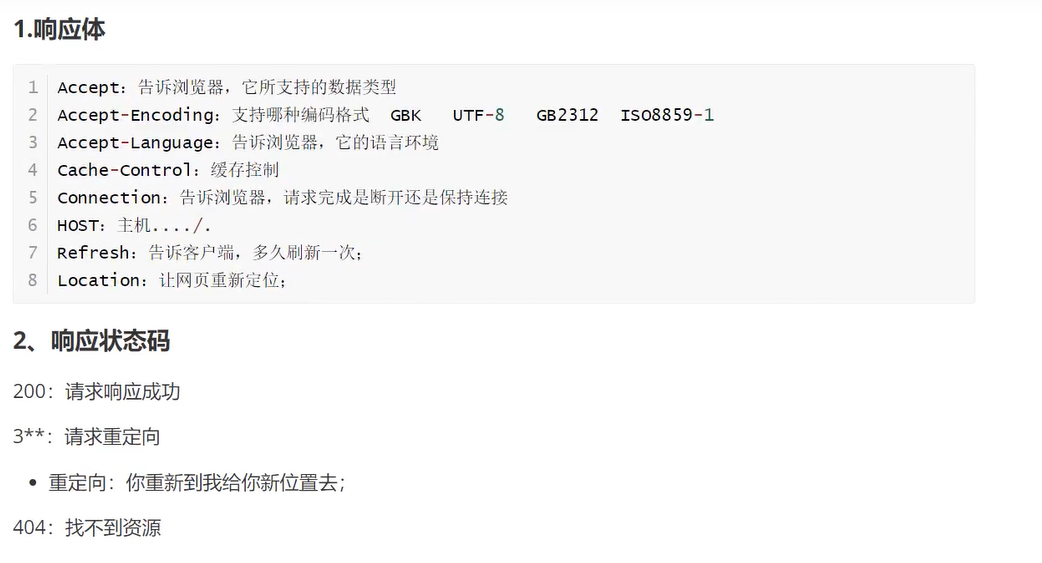 1.响应体
1 Accept：告诉浏览器，它所支持的数据类型
2 Accept-Encoding：支持哪种编码格式 GBK UTF-8 GB2312 ISO8859-1
3 Accept-Language：告诉浏览器，它的语言环境
4 Cache-Control：缓存控制
5 Connection：告诉浏览器，请求完成是断开还是保持连接
6 HOST：主机..../.
7 Refresh：告诉客户端，多久刷新一次；
8 Location：让网页重新定位；
2、响应状态码
200：请求响应成功
3**：请求重定向
• 重定向：你重新到我给你新位置去；
404：找不到资源